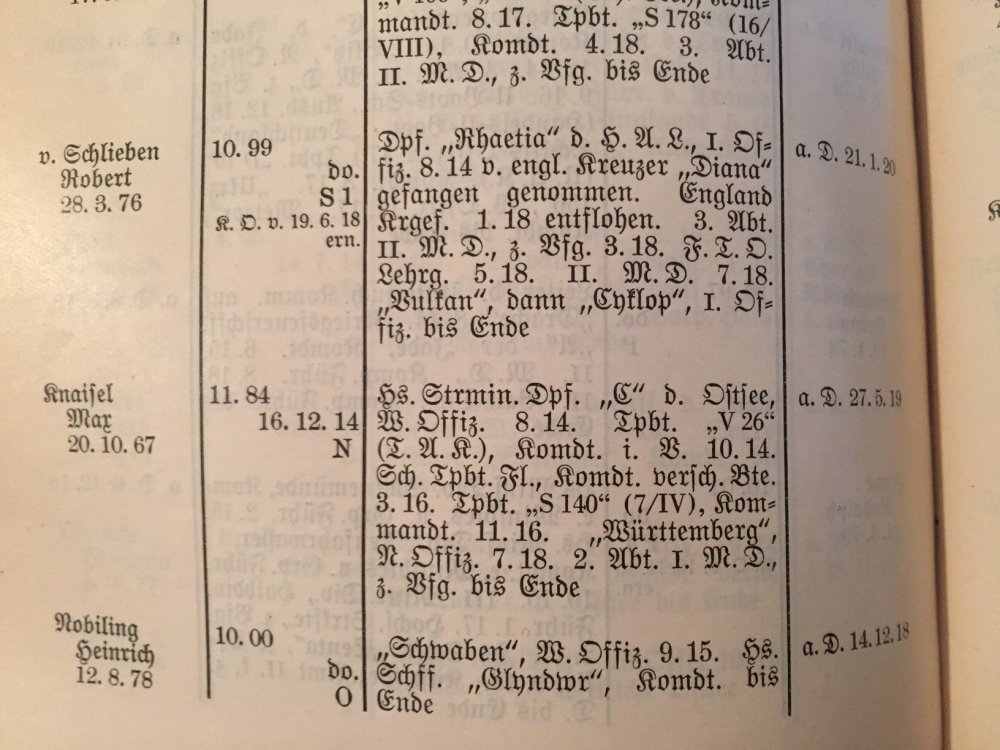 mandt. 8. 17. Tpbt. „S 178“ (16/
VIII), Komdt. 4. 18. 3. Abt.
II. M. D., z. Vfg. bis Ende
v. Schlieben
Robert
28. 3. 76
10. 99
do.
S 1
K. O. v. 19. 6. 18
ern.
Dpf. „Rhaetia“ d. H. A. L., I. Of-
fiz. 8. 14 v. engl. Kreuzer „Diana“
gefangen genommen. England
Krgef. 1. 18 entflohen. 3. Abt.
II. M. D., z. Vfg. 3. 18. F. T. O.
Lehrg. 5. 18. II. M. D. 7. 18.
„Vulkan“, dann „Cyklop“, I. Of-
fiz. bis Ende
a. D. 21. 1. 20
Knaisel
Max
20. 10. 67
11. 84
16. 12. 14
N
Hs. Strmin. Dpf. „C“ d. Ostsee,
W. Offiz. 8. 14. Tpbt. „V 26“
(T. A. K.), Komdt. i. V. 10. 14.
Sch. Tpbt. Fl., Komdt. versch. Bte.
3. 16. Tpbt. „S 140“ (7/IV), Kom-
mandt. 11. 16. „Württemberg“,
N. Offiz. 7. 18. 2. Abt. I. M. D.,
z. Vfg. bis Ende
a. D. 27. 5. 19
Nobiling
Heinrich
12. 8. 78
10. 00
do.
O
„Schwaben“, W. Offiz. 9. 15. Hs.
Schff. „Glyndwr“, Komdt. bis
Ende
a. D. 14. 12. 18